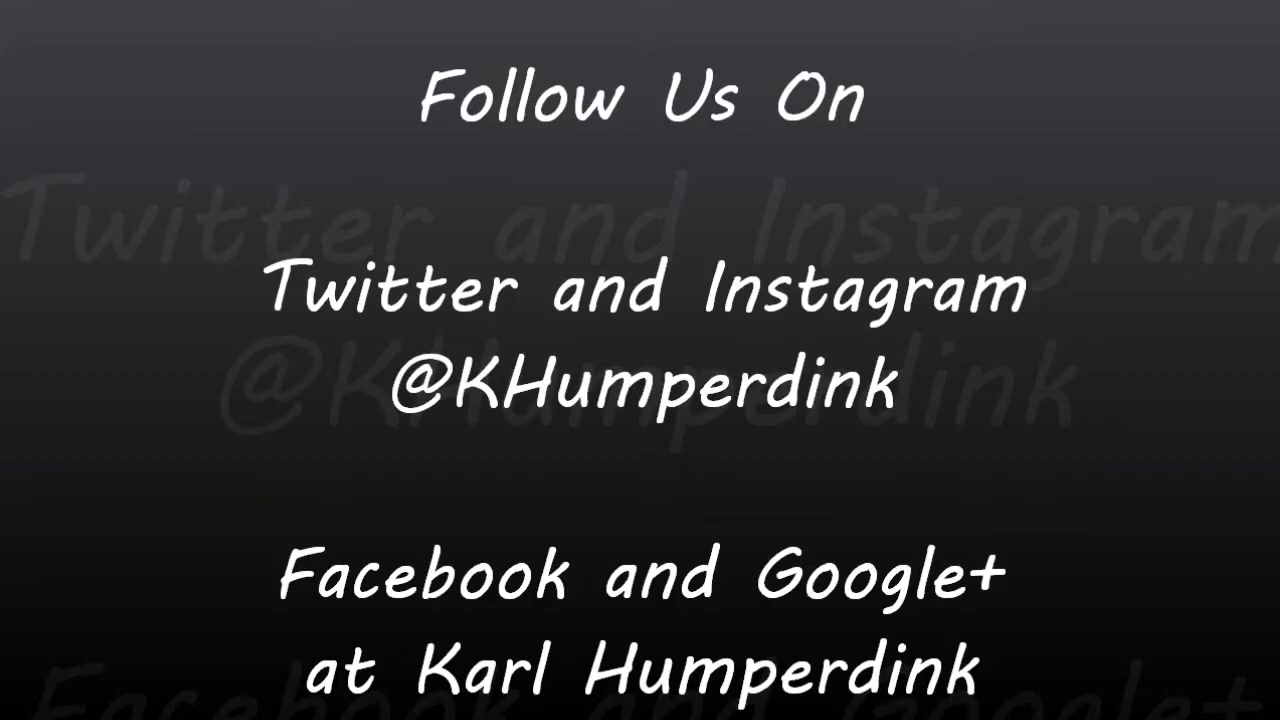 Follow Us On
Twitter and Instagram
@KHumperdink
Facebook and Google+
at Karl Humperdink